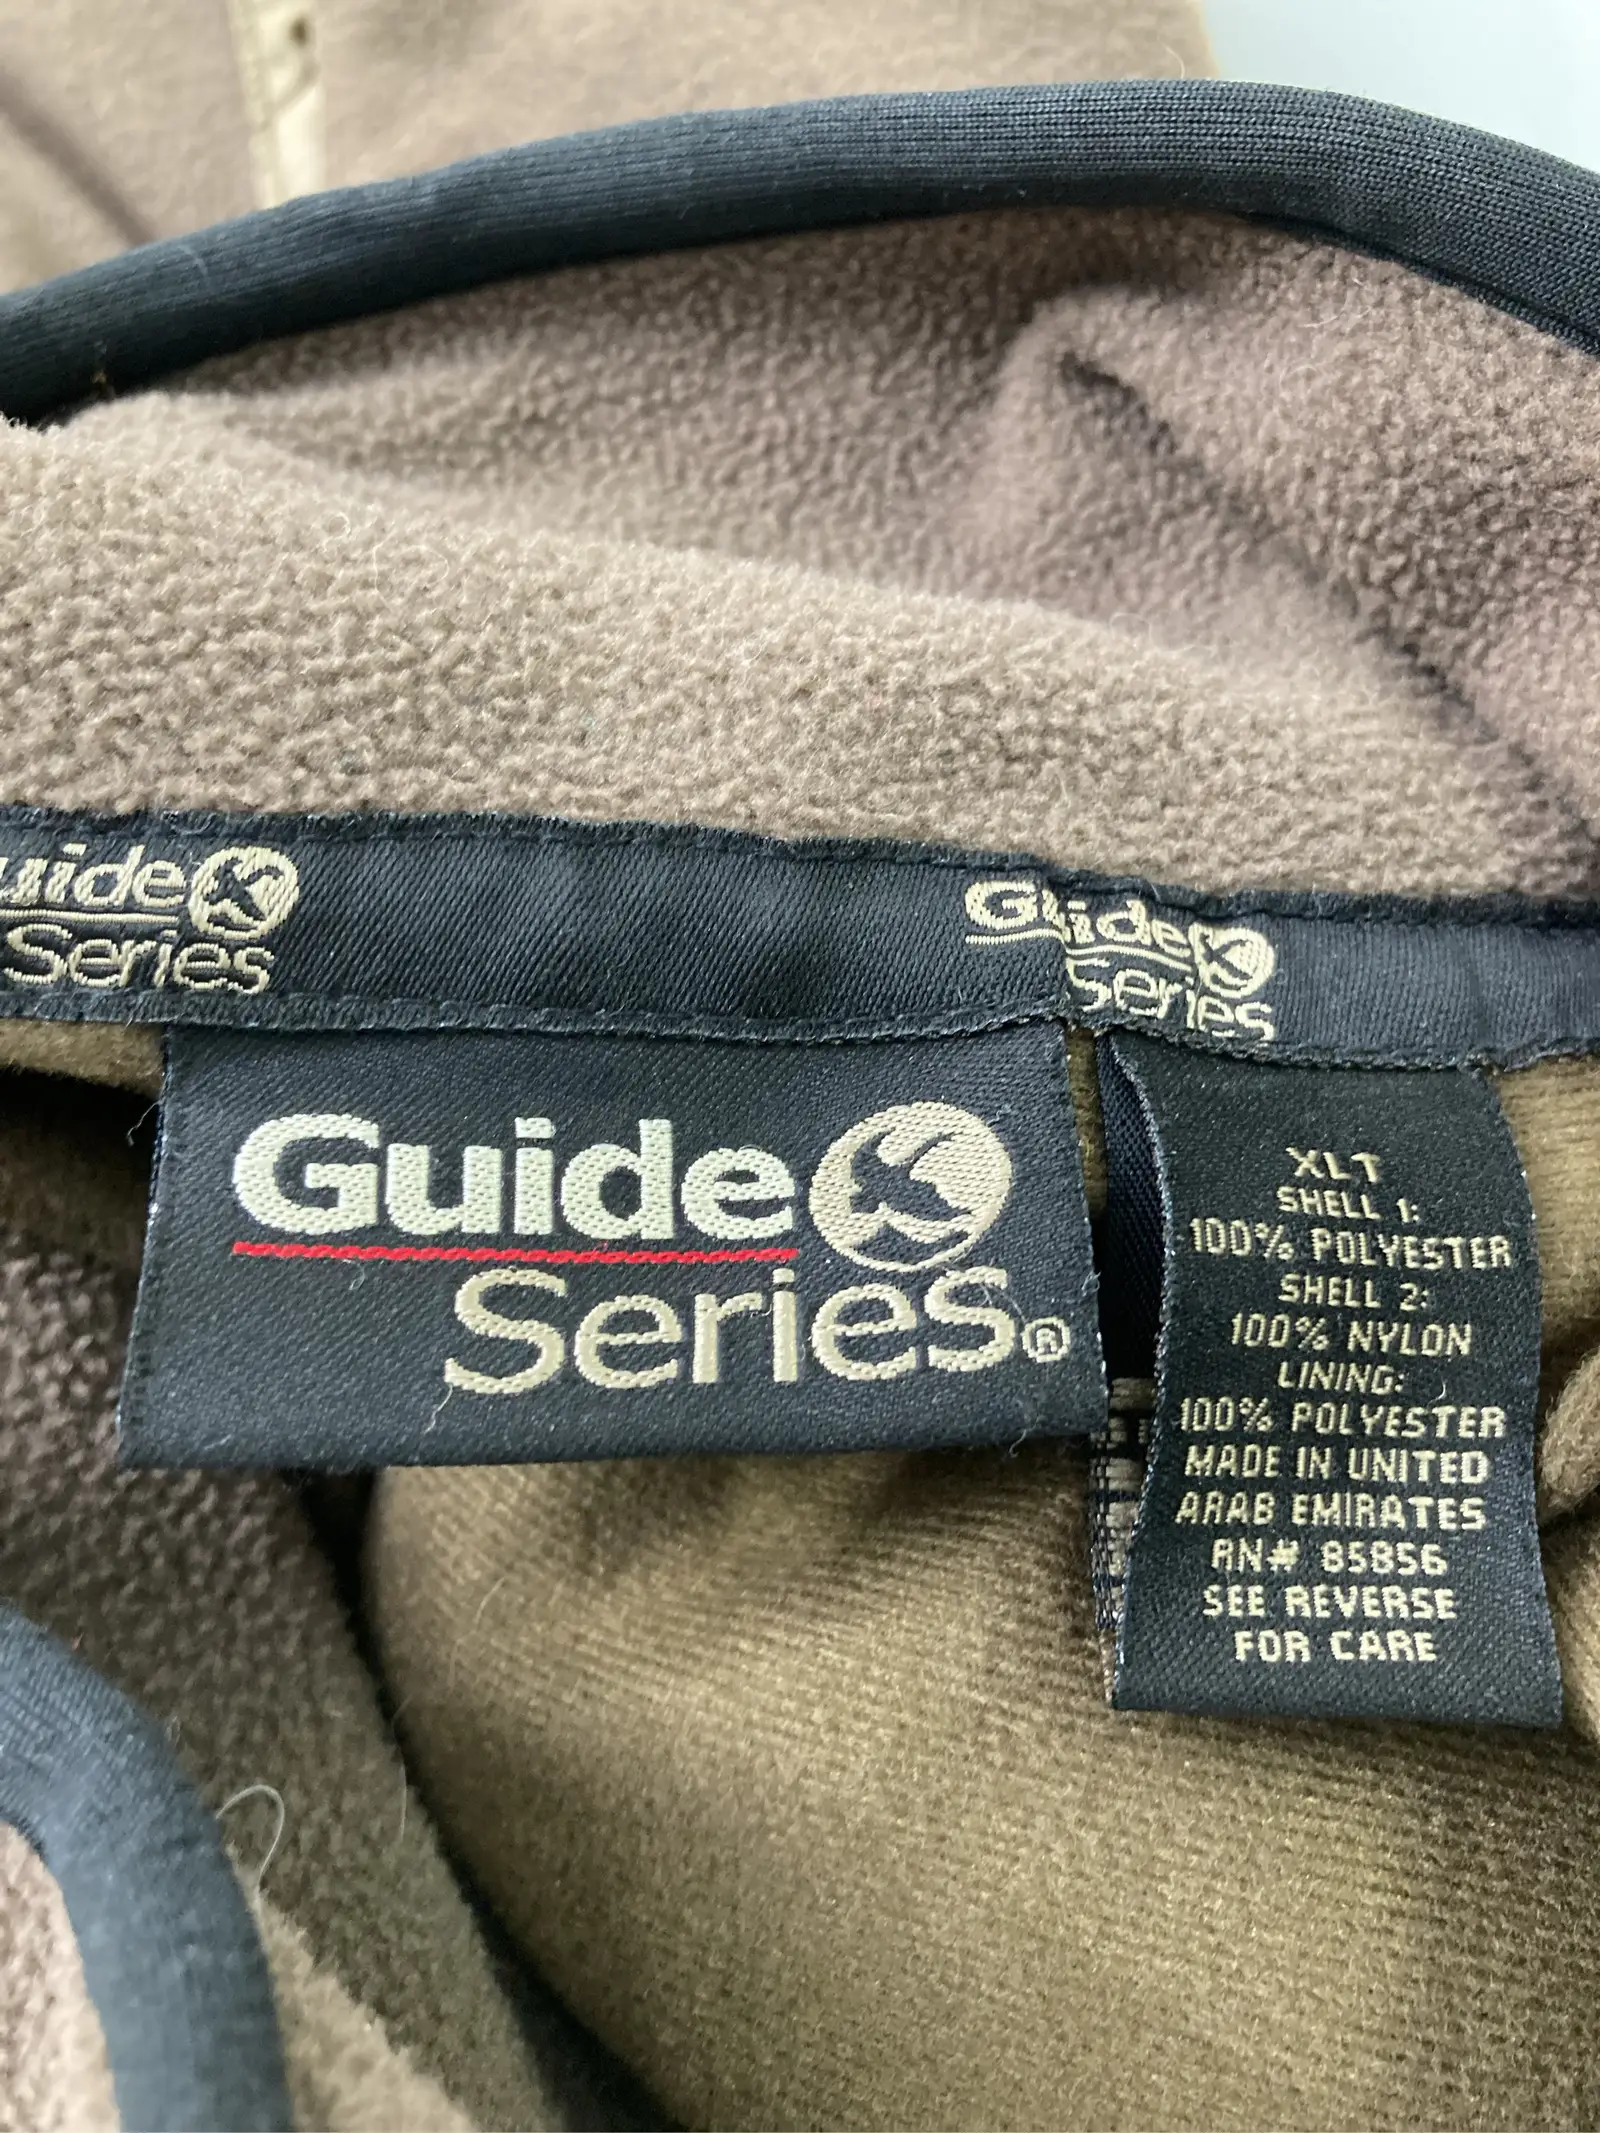 uide
Series
Guide
Series
Guide
Series®
XLT
SHELL 1:
100% POLYESTER
SHELL 2:
100% NYLON
LINING:
100% POLYESTER
MADE IN UNITED
ARAB EMIRATES
RN# 85856
SEE REVERSE
FOR CARE